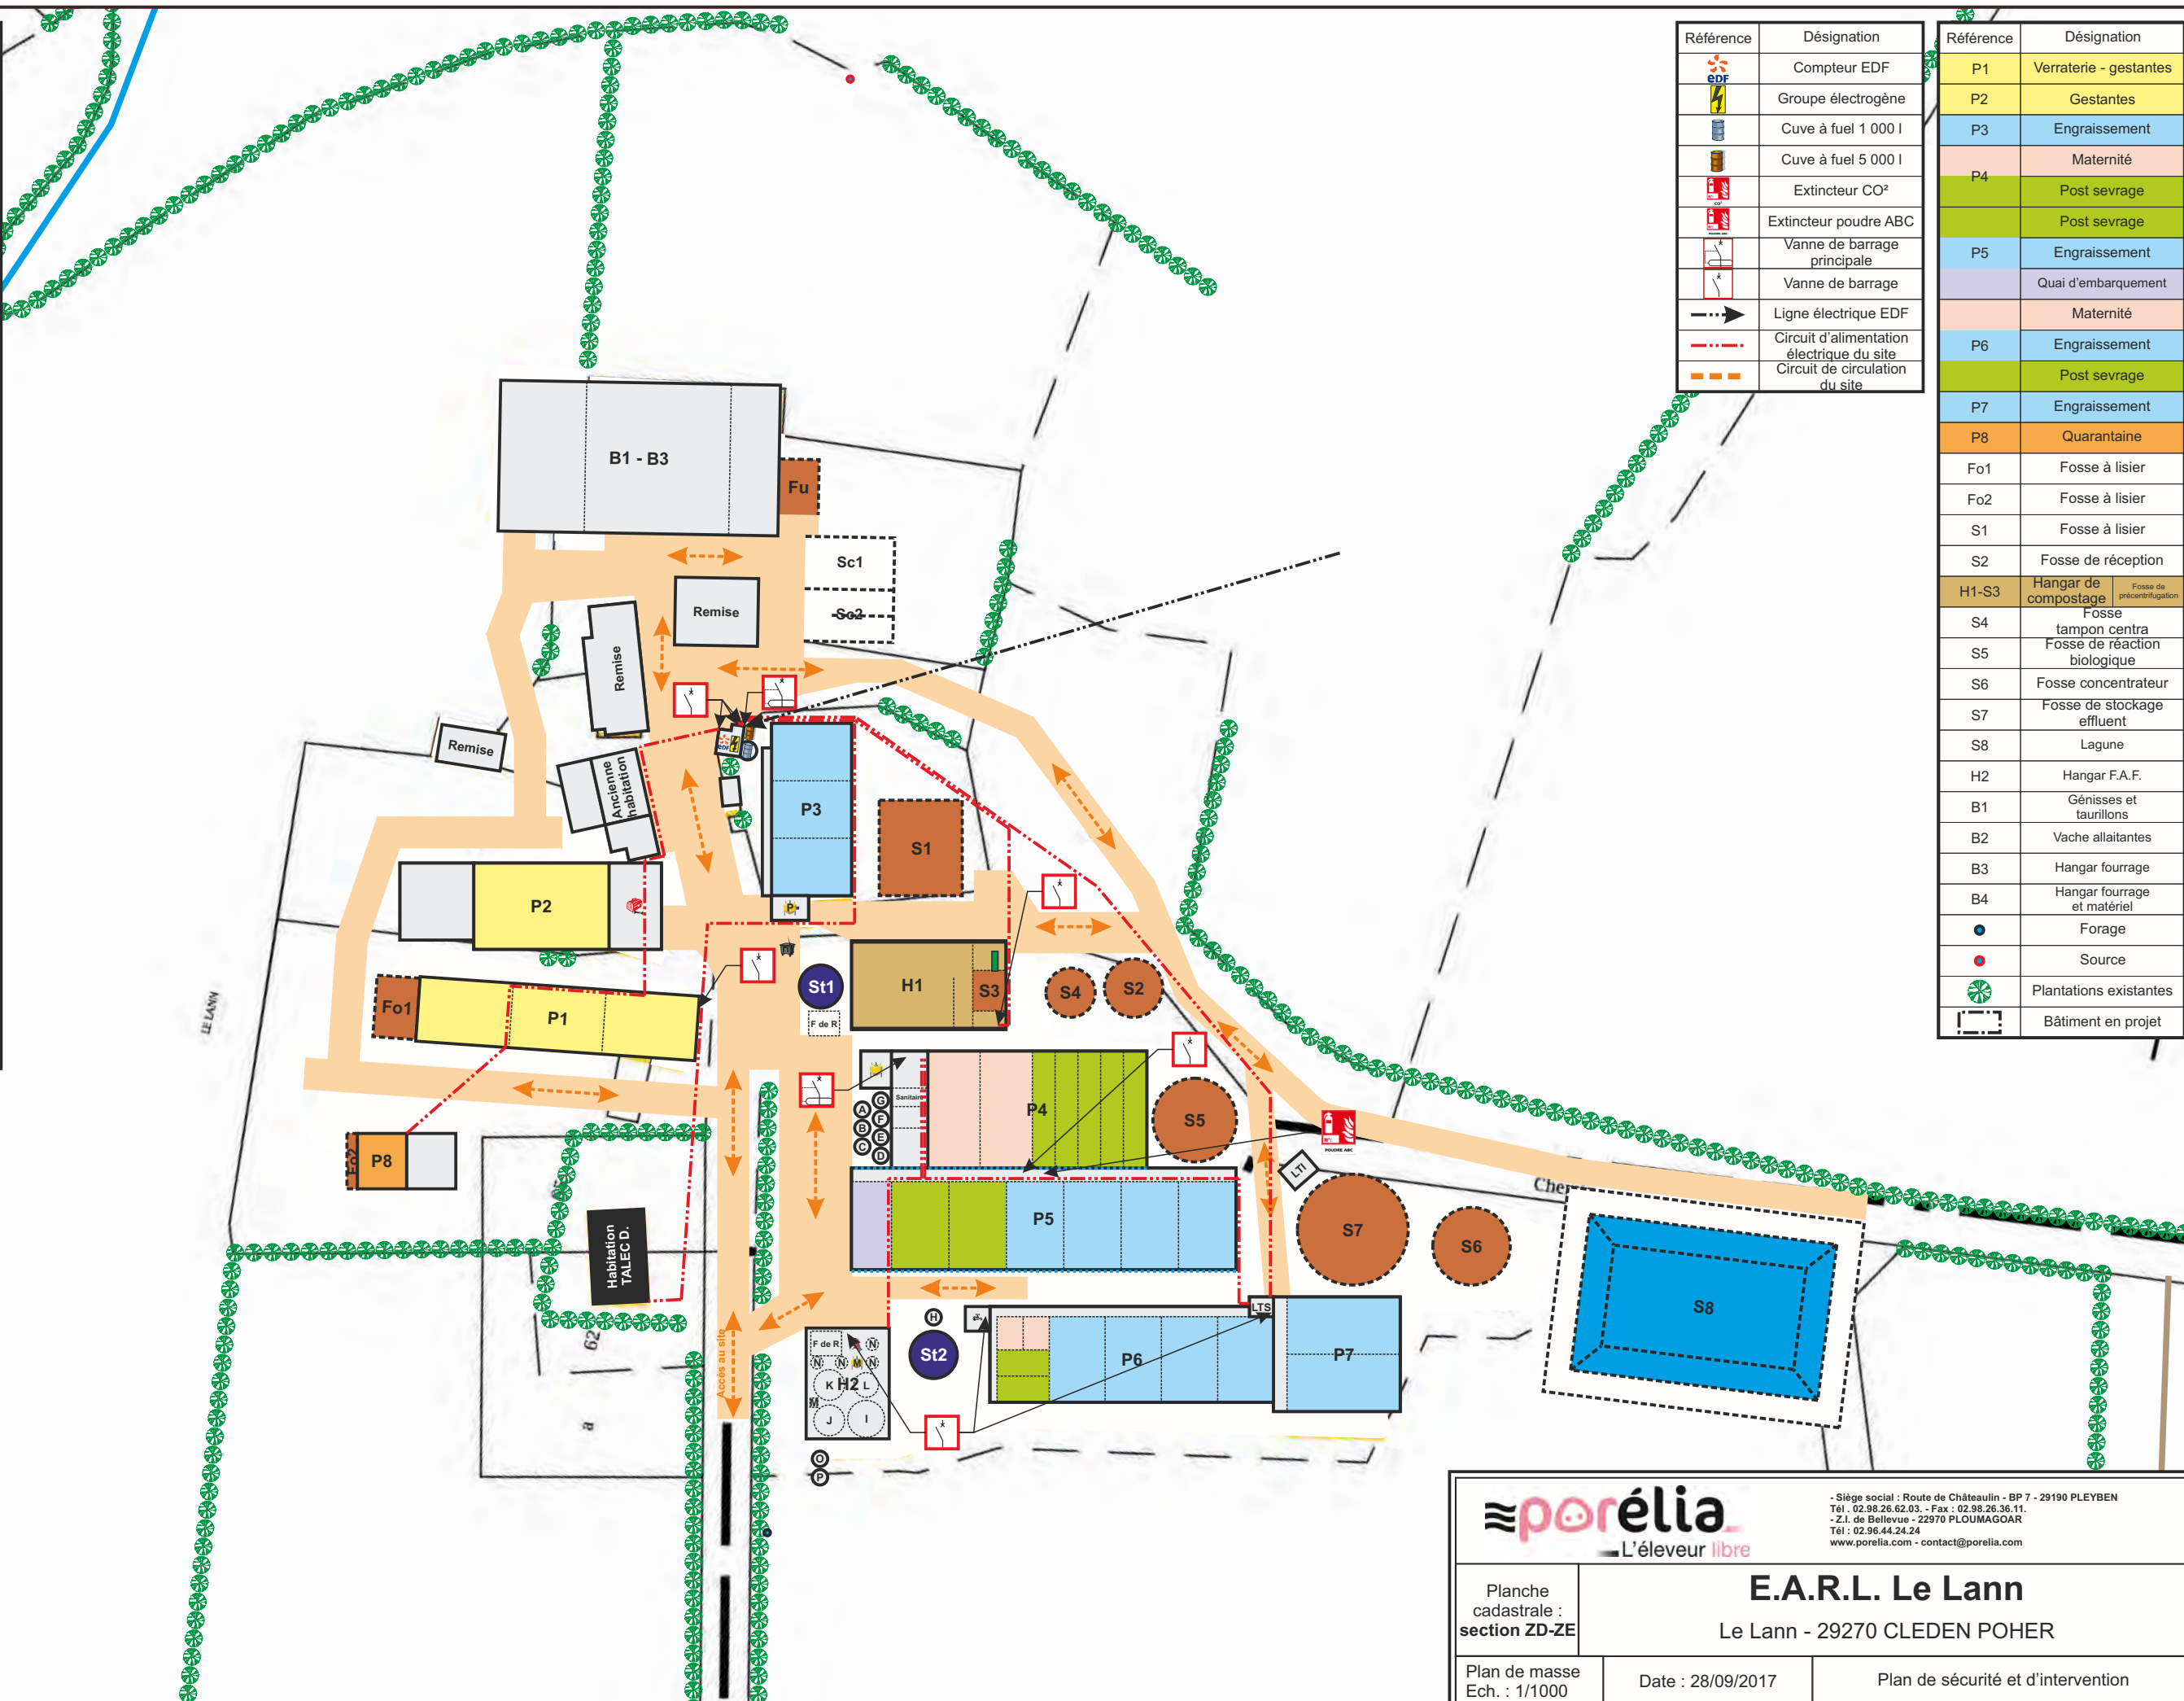 Référence Désignation
eDF Compteur EDF
Groupe électrogène
Cuve à fuel 1 000 l
Cuve à fuel 5 000 l
Extincteur CO²
Extincteur poudre ABC
Vanne de barrage
principale
Vanne de barrage
Ligne électrique EDF
Circuit d'alimentation
électrique du site
Circuit de circulation
du site
Référence Désignation
P1 Verraterie - gestantes
P2 Gestantes
P3 Engraissement
P4 Maternité
Post sevrage
Post sevrage
P5 Engraissement
Quai d'embarquement
Maternité
P6 Engraissement
Post sevrage
P7 Engraissement
P8 Quarantaine
Fo1 Fosse à lisier
Fo2 Fosse à lisier
S1 Fosse à lisier
S2 Fosse de réception
H1-S3 Hangar de
compostage
Fosse de
précentrifugation
S4 Fosse
tampon centra
S5 Fosse de réaction
biologique
S6 Fosse concentrateur
S7 Fosse de stockage
effluent
S8 Lagune
H2 Hangar F.A.F.
B1 Génisses et
taurillons
B2 Vache allaitantes
B3 Hangar fourrage
B4 Hangar fourrage
et matériel
Forage
Source
Plantations existantes
Bâtiment en projet
B1 - B3
Fu
Sc1
Sc2
Remise
Remise
Remise
Ancienne
habitation
eDF
P3
S1
P2
P
Fo1
P1
St1
F de R
H1
S3
S4
S2
LE LANN
Sanitaire
P4
S5
A
B
C
G
F
E
D
POUDRE ABC
LTI
Fo2
P8
Habitation
TALEC D.
P5
S7
S6
Che
S8
62
a
Accès au site
F de R
N
N
N
M
N
K
H2
L
M
J
I
H
St2
LTS
P6
P7
O
P
porélia
L'éleveur libre
- Siège social : Route de Châteaulin - BP 7 - 29190 PLEYBEN
Tél . 02.98.26.62.03. - Fax : 02.98.26.36.11.
- Z.I. de Bellevue - 22970 PLOUMAGOAR
Tél : 02.96.44.24.24
www.porelia.com - contact@porelia.com
Planche
cadastrale :
section ZD-ZE
E.A.R.L. Le Lann
Le Lann - 29270 CLEDEN POHER
Plan de masse
Ech. : 1/1000
Date : 28/09/2017
Plan de sécurité et d'intervention